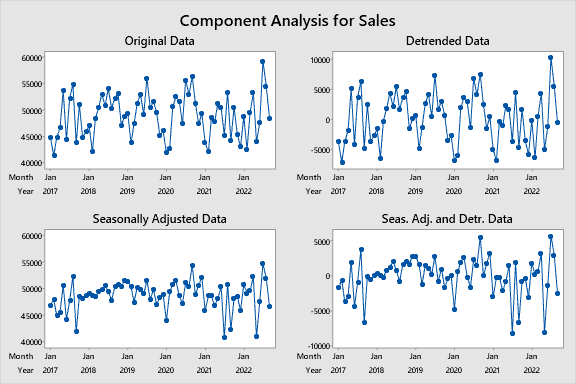 Component Analysis for Sales
Original Data
60000
55000
50000
45000
40000
Month Jan Jan Jan Jan Jan Jan
Year 2017 2018 2019 2020 2021 2022
Detrended Data
10000
5000
0
-5000
Month Jan Jan Jan Jan Jan Jan
Year 2017 2018 2019 2020 2021 2022
Seasonally Adjusted Data
60000
55000
50000
45000
40000
Month Jan Jan Jan Jan Jan Jan
Year 2017 2018 2019 2020 2021 2022
Seas. Adj. and Detr. Data
5000
0
-5000
-10000
Month Jan Jan Jan Jan Jan Jan
Year 2017 2018 2019 2020 2021 2022